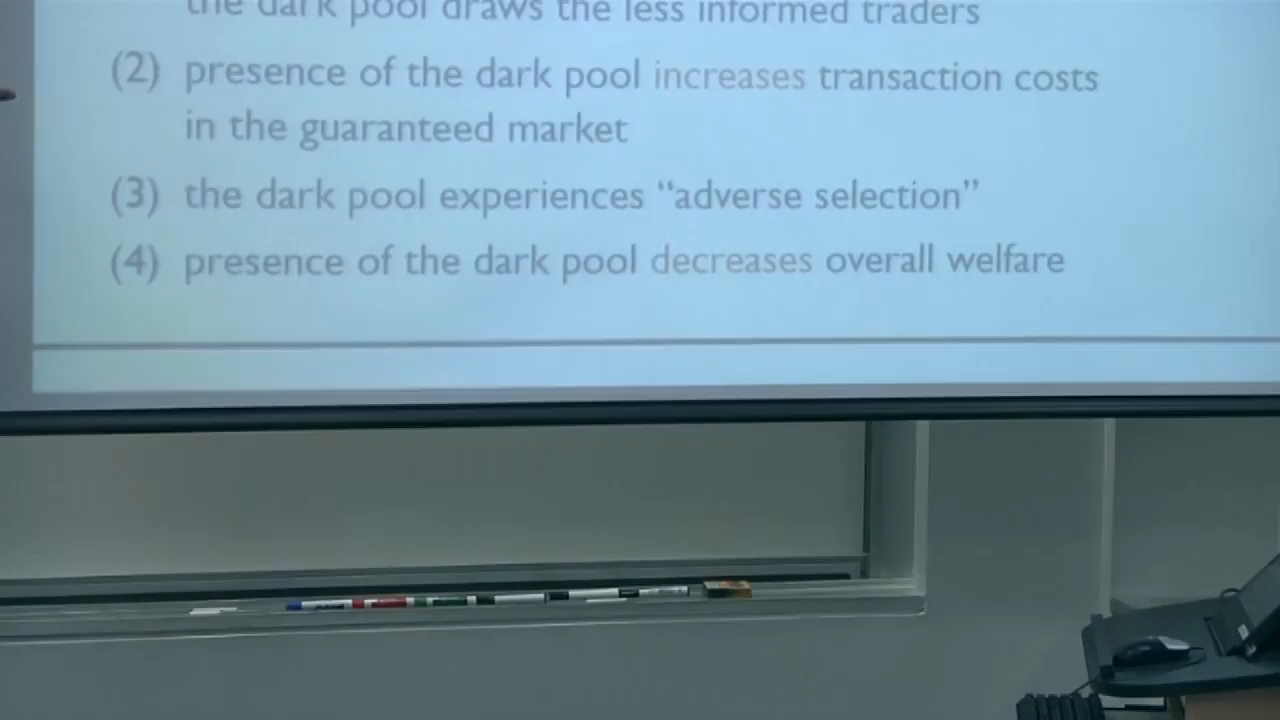 the dark pool draws the less informed traders
(2) presence of the dark pool increases transaction costs
in the guaranteed market
(3) the dark pool experiences “adverse selection”
(4) presence of the dark pool decreases overall welfare